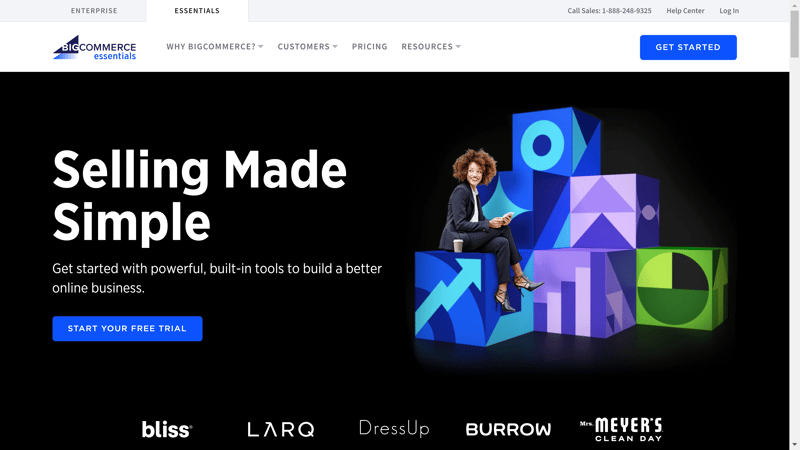 ENTERPRISE
ESSENTIALS
Call Sales: 1-888-248-9325
Help Center
Log In
BIGCOMMERCE
essentials
WHY BIGCOMMERCE?
CUSTOMERS
PRICING
RESOURCES
GET STARTED
Selling Made
Simple
Get started with powerful, built-in tools to build a better
online business.
START YOUR FREE TRIAL
bliss®
LARQ
DressUp
BURROW
Mrs. MEYER'S
CLEAN DAY